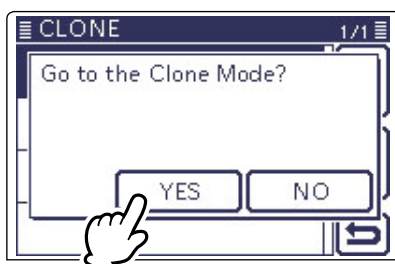 CLONE 1/1
Go to the Clone Mode?
YES NO